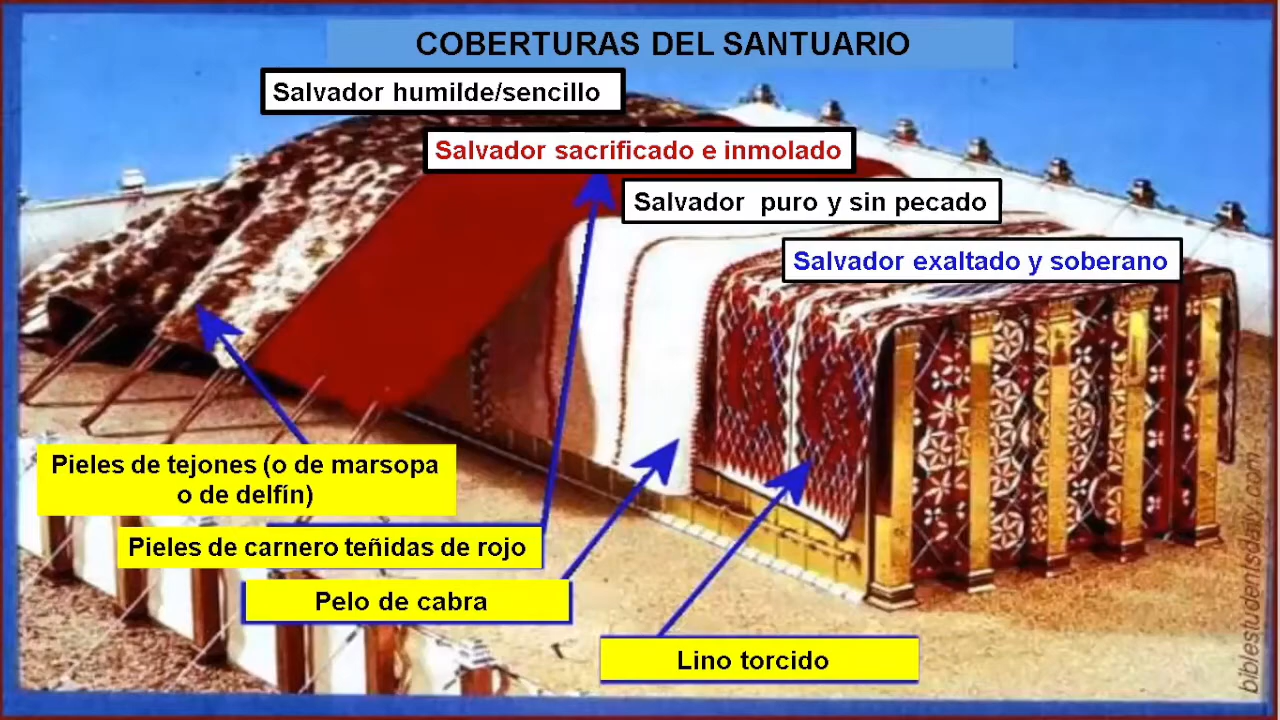 COBERTURAS DEL SANTUARIO
Salvador humilde/sencillo
Salvador sacrificado e inmolado
Salvador puro y sin pecado
Salvador exaltado y soberano
Pieles de tejones (o de marsopa
o de delfín)
Pieles de carnero teñidas de rojo
Pelo de cabra
Lino torcido
biblestudentsdaily.com